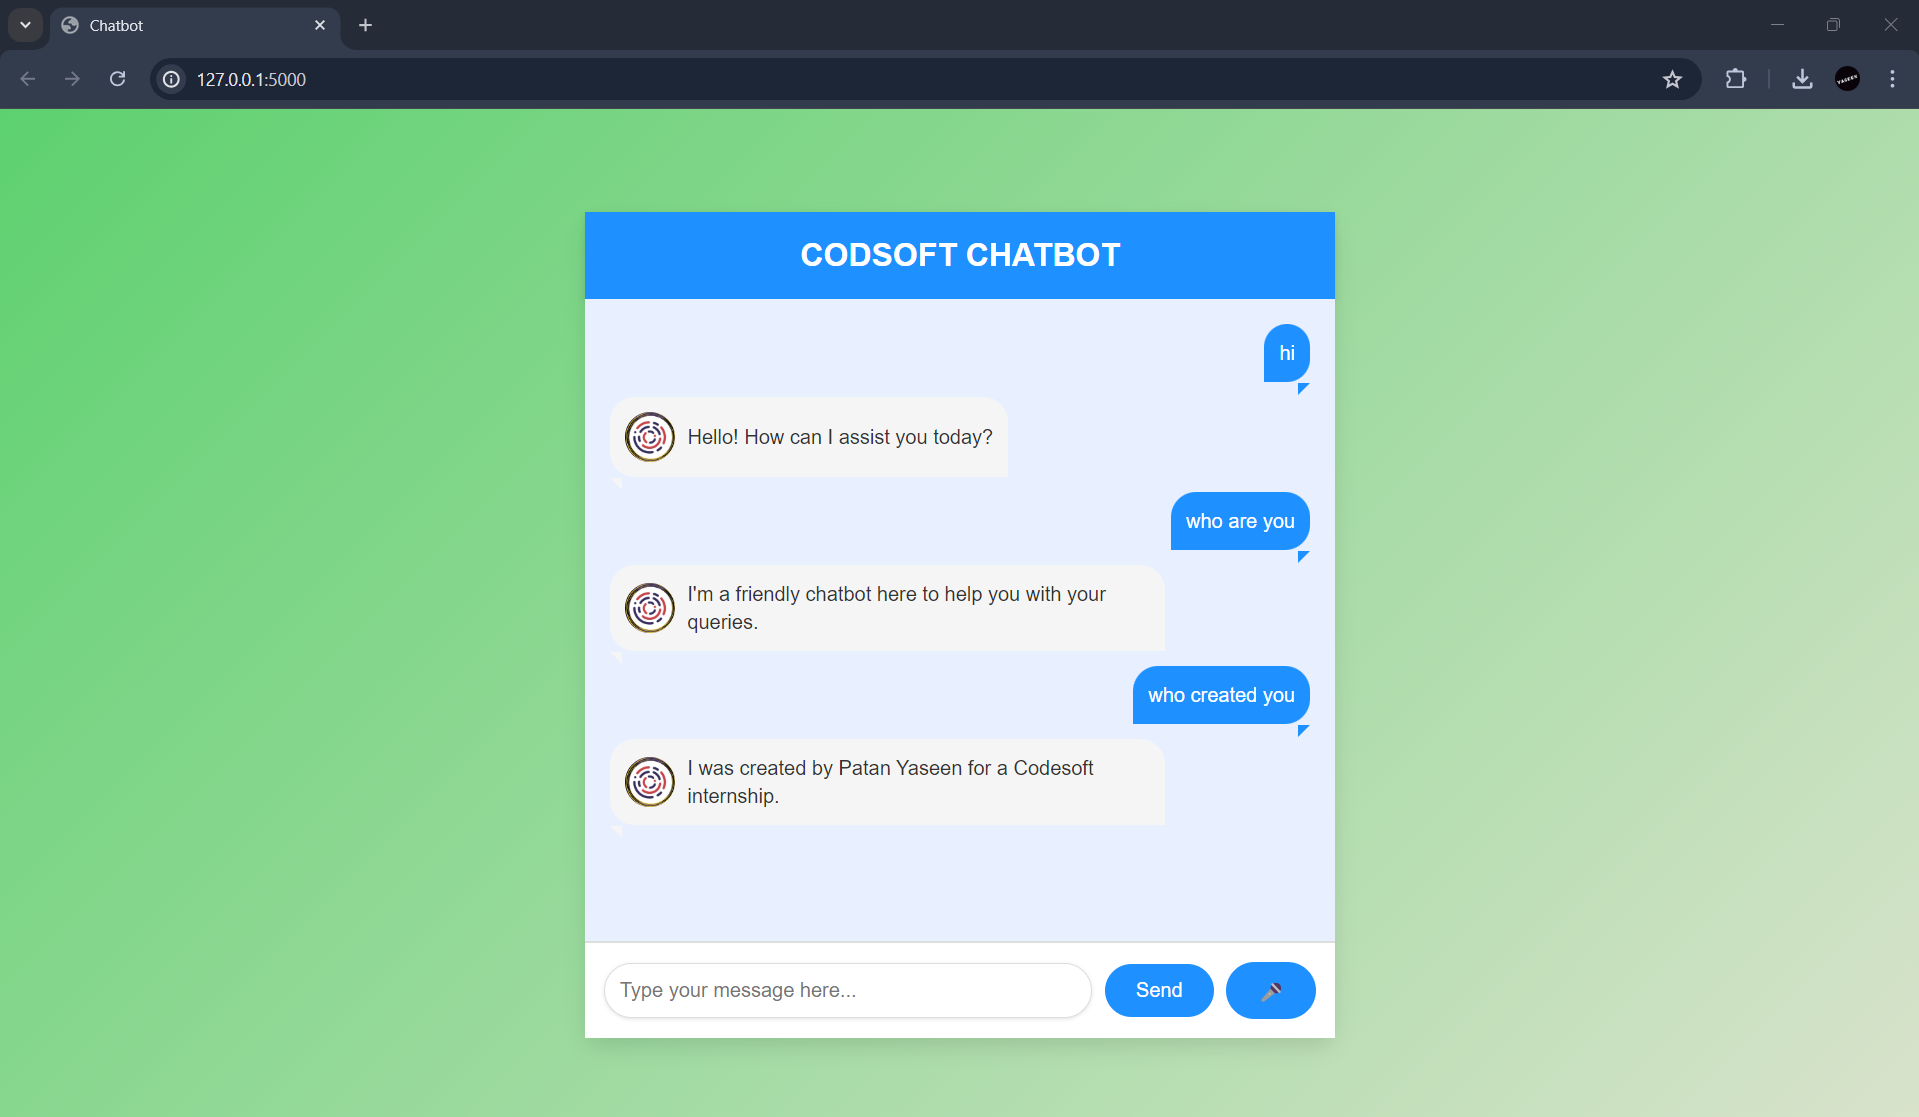 Chatbot
127.0.0.1:5000
YASEEN
CODSOFT CHATBOT
hi
Hello! How can I assist you today?
who are you
I'm a friendly chatbot here to help you with your
queries.
who created you
I was created by Patan Yaseen for a Codesoft
internship.
Type your message here...
Send